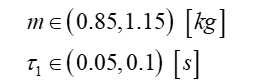 m ∈ (0.85,1.15) [kg]
τ₁ ∈ (0.05,0.1) [s]